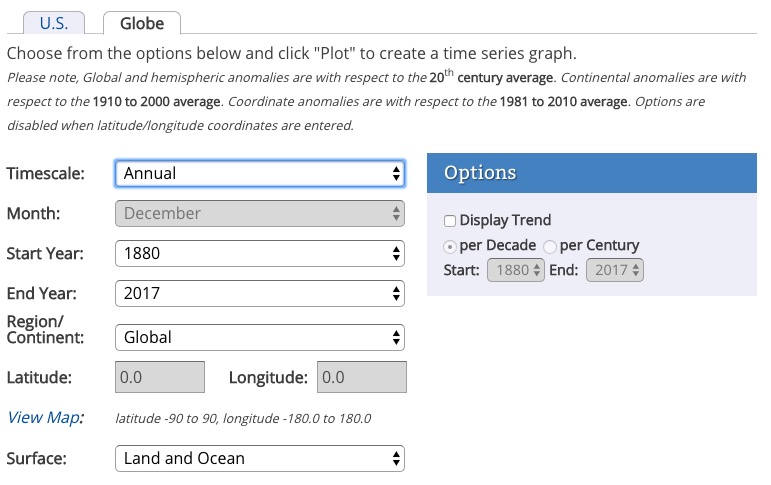 U.S. Globe
Choose from the options below and click "Plot" to create a time series graph.
Please note, Global and hemispheric anomalies are with respect to the 20th century average. Continental anomalies are with
respect to the 1910 to 2000 average. Coordinate anomalies are with respect to the 1981 to 2010 average. Options are
disabled when latitude/longitude coordinates are entered.
Timescale: Annual
Month: December
Start Year: 1880
End Year: 2017
Region/
Continent: Global
Latitude: 0.0 Longitude: 0.0
View Map: latitude -90 to 90, longitude -180.0 to 180.0
Surface: Land and Ocean
Options
Display Trend
per Decade per Century
Start: 1880 End: 2017